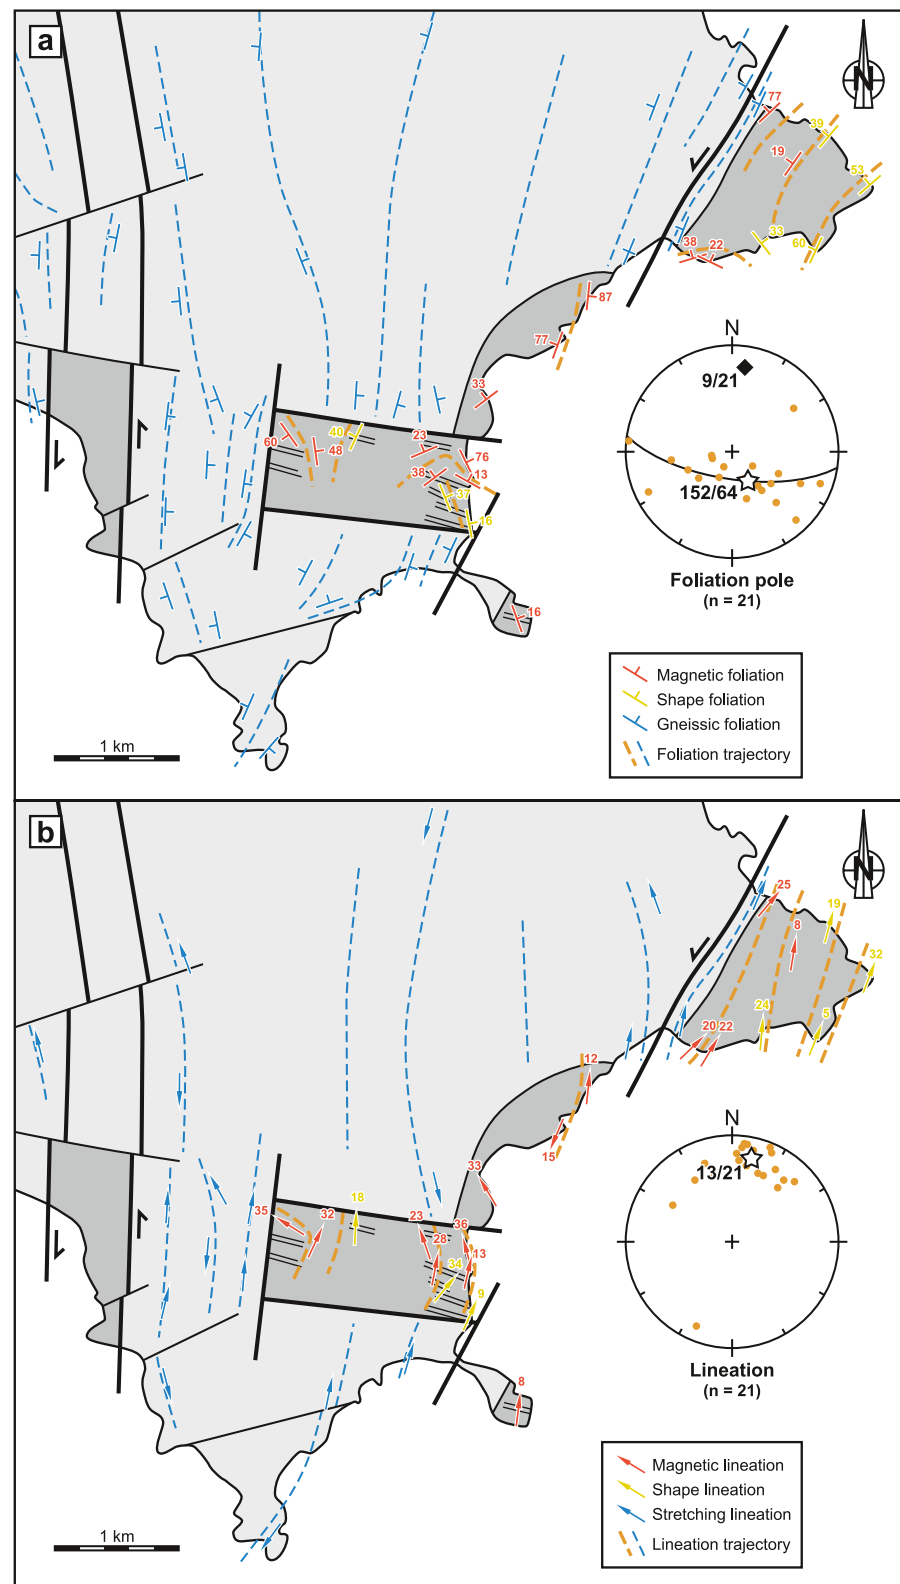 a
N
77
39
19
53
33
60
38
22
87
77
33
40
60
48
23
76
38
13
37
16
16
N
9/21
152/64
Foliation pole
(n = 21)
Magnetic foliation
Shape foliation
Gneissic foliation
Foliation trajectory
1 km
b
N
25
19
8
32
24
5
20 22
12
15
33
18
35
32
23
36
28
13
34
9
8
N
13/21
Lineation
(n = 21)
Magnetic lineation
Shape lineation
Stretching lineation
Lineation trajectory
1 km